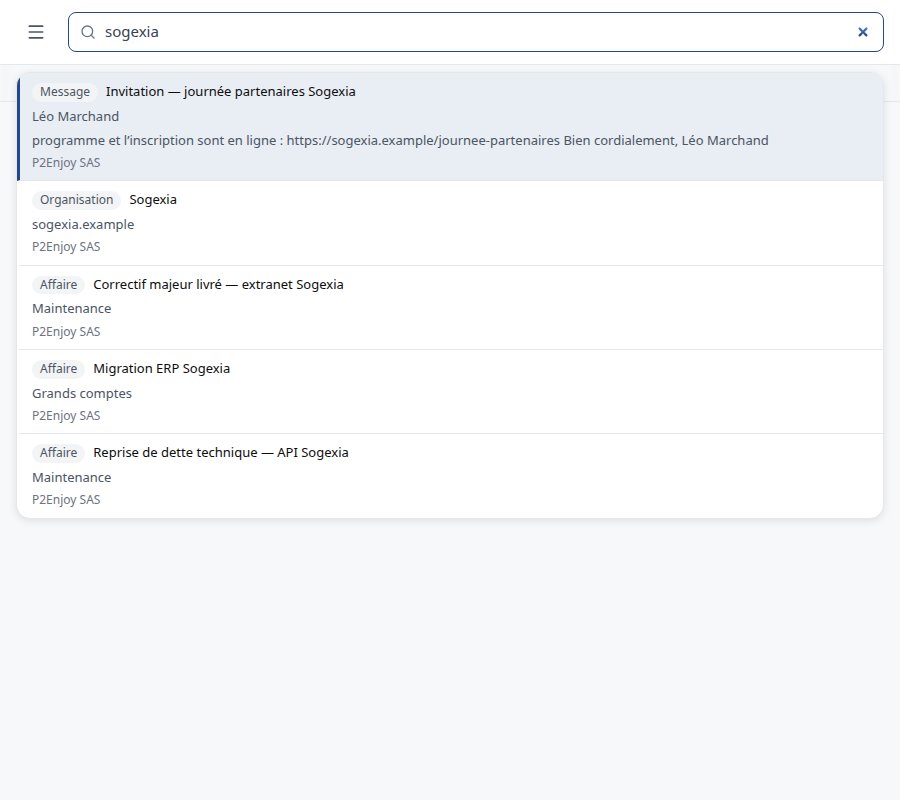 sogexia
Message Invitation — journée partenaires Sogexia
Léo Marchand
programme et l’inscription sont en ligne : https://sogexia.example/journee-partenaires Bien cordialement, Léo Marchand
P2Enjoy SAS
Organisation Sogexia
sogexia.example
P2Enjoy SAS
Affaire Correctif majeur livré — extranet Sogexia
Maintenance
P2Enjoy SAS
Affaire Migration ERP Sogexia
Grands comptes
P2Enjoy SAS
Affaire Reprise de dette technique — API Sogexia
Maintenance
P2Enjoy SAS